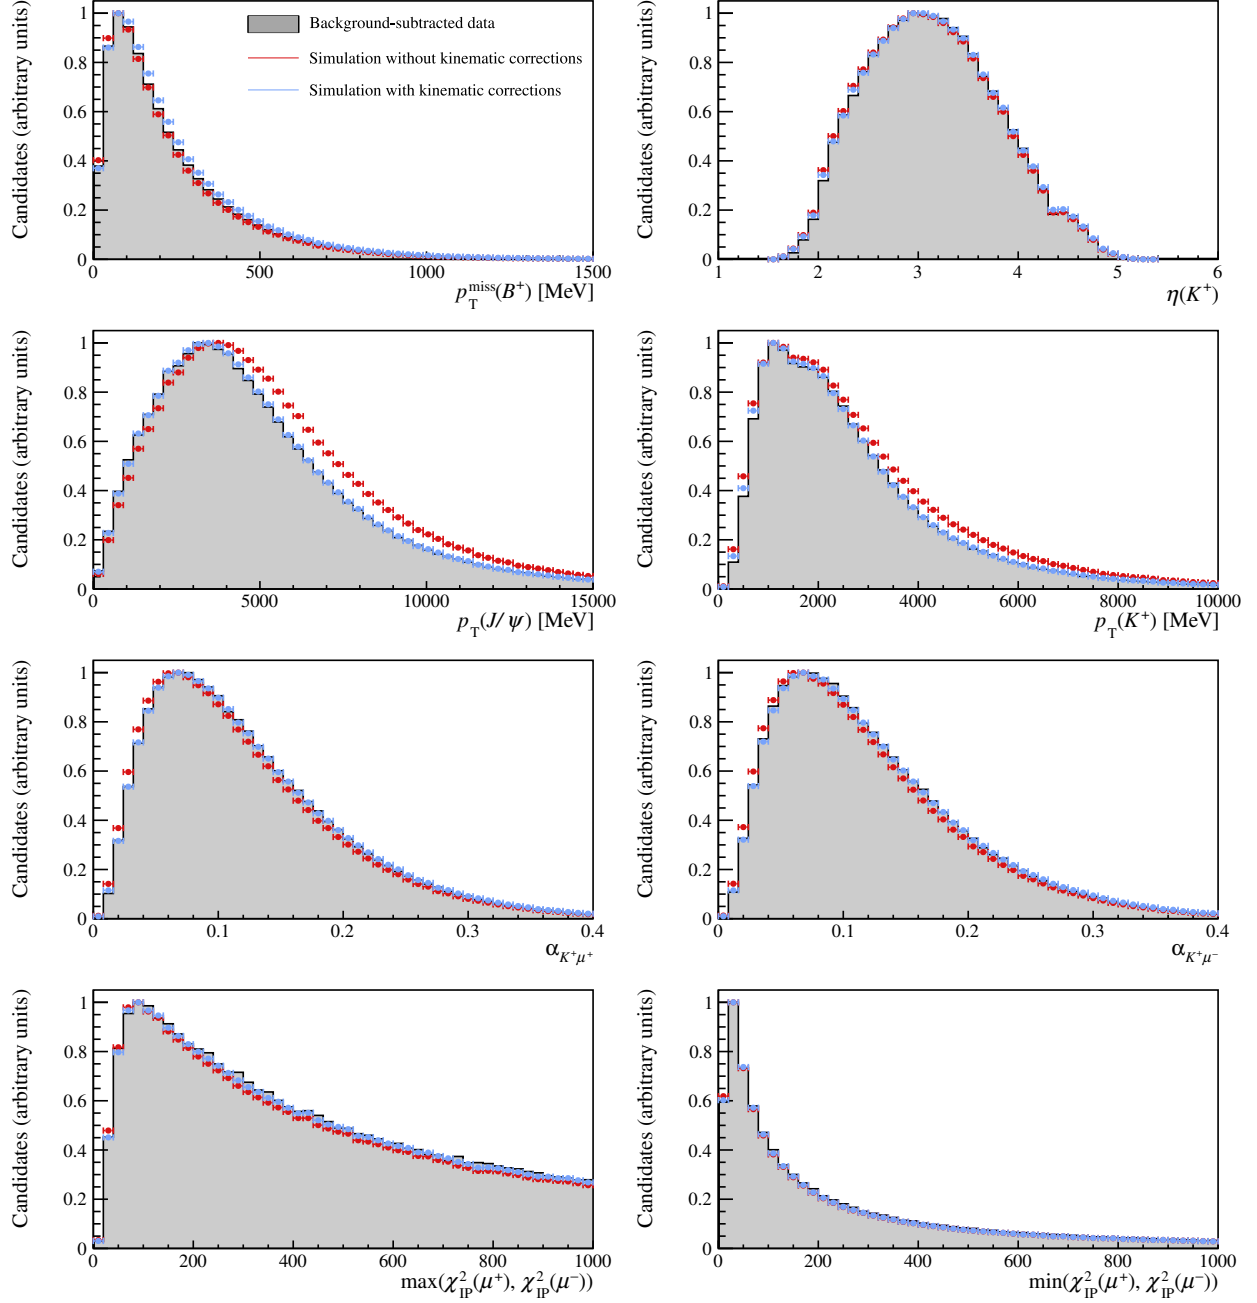 Candidates (arbitrary units)
1
0.8
0.6
0.4
0.2
0
Background-subtracted data
Simulation without kinematic corrections
Simulation with kinematic corrections
0 500 1000 1500
p_T^miss(B⁺) [MeV]
Candidates (arbitrary units)
1
0.8
0.6
0.4
0.2
0
1 2 3 4 5 6
η(K⁺)
Candidates (arbitrary units)
1
0.8
0.6
0.4
0.2
0
0 5000 10000 15000
p_T(J/ψ) [MeV]
Candidates (arbitrary units)
1
0.8
0.6
0.4
0.2
0
0 2000 4000 6000 8000 10000
p_T(K⁺) [MeV]
Candidates (arbitrary units)
1
0.8
0.6
0.4
0.2
0
0 0.1 0.2 0.3 0.4
α_K⁺μ⁺
Candidates (arbitrary units)
1
0.8
0.6
0.4
0.2
0
0 0.1 0.2 0.3 0.4
α_K⁺μ⁻
Candidates (arbitrary units)
1
0.8
0.6
0.4
0.2
0
0 200 400 600 800 1000
max(χ²_IP(μ⁺), χ²_IP(μ⁻))
Candidates (arbitrary units)
1
0.8
0.6
0.4
0.2
0
0 200 400 600 800 1000
min(χ²_IP(μ⁺), χ²_IP(μ⁻))